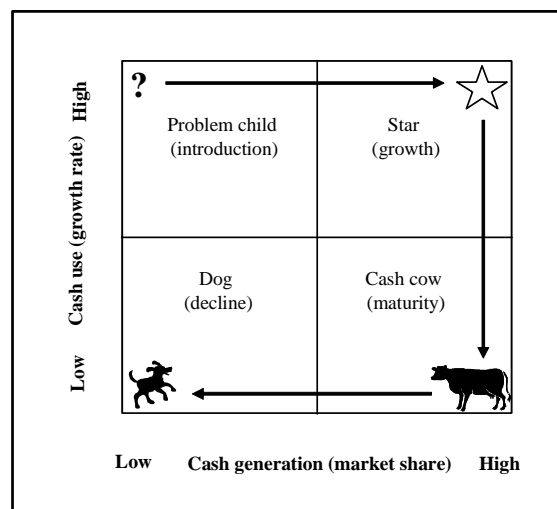 ?
Problem child
(introduction)
Star
(growth)
Dog
(decline)
Cash cow
(maturity)
High
Cash use (growth rate)
Low
Low
Cash generation (market share)
High